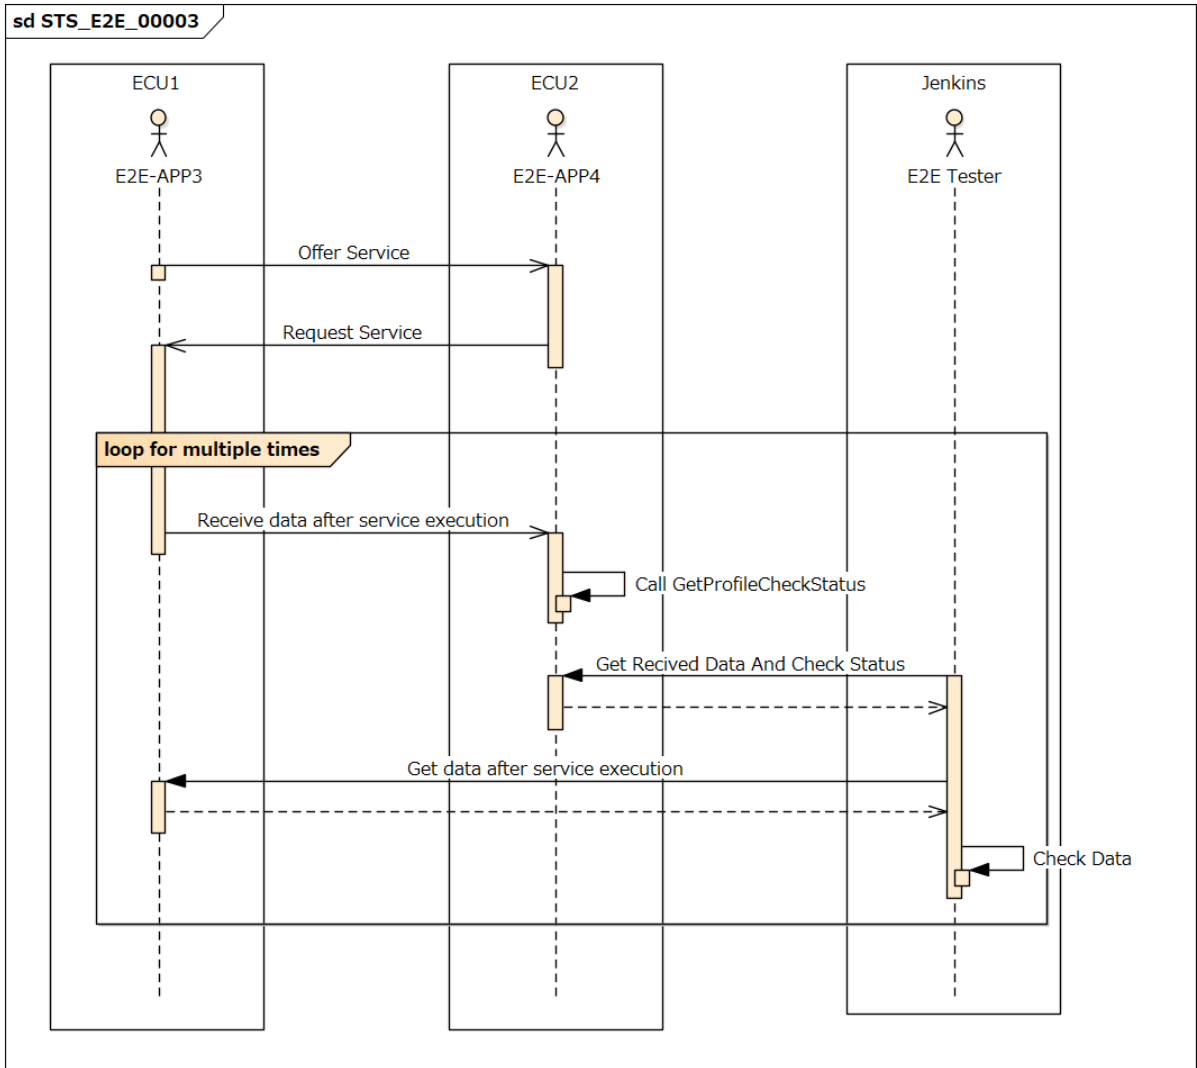 sd STS_E2E_00003
ECU1
ECU2
Jenkins
E2E-APP3
E2E-APP4
E2E Tester
Offer Service
Request Service
loop for multiple times
Receive data after service execution
Call GetProfileCheckStatus
Get Recived Data And Check Status
Get data after service execution
Check Data